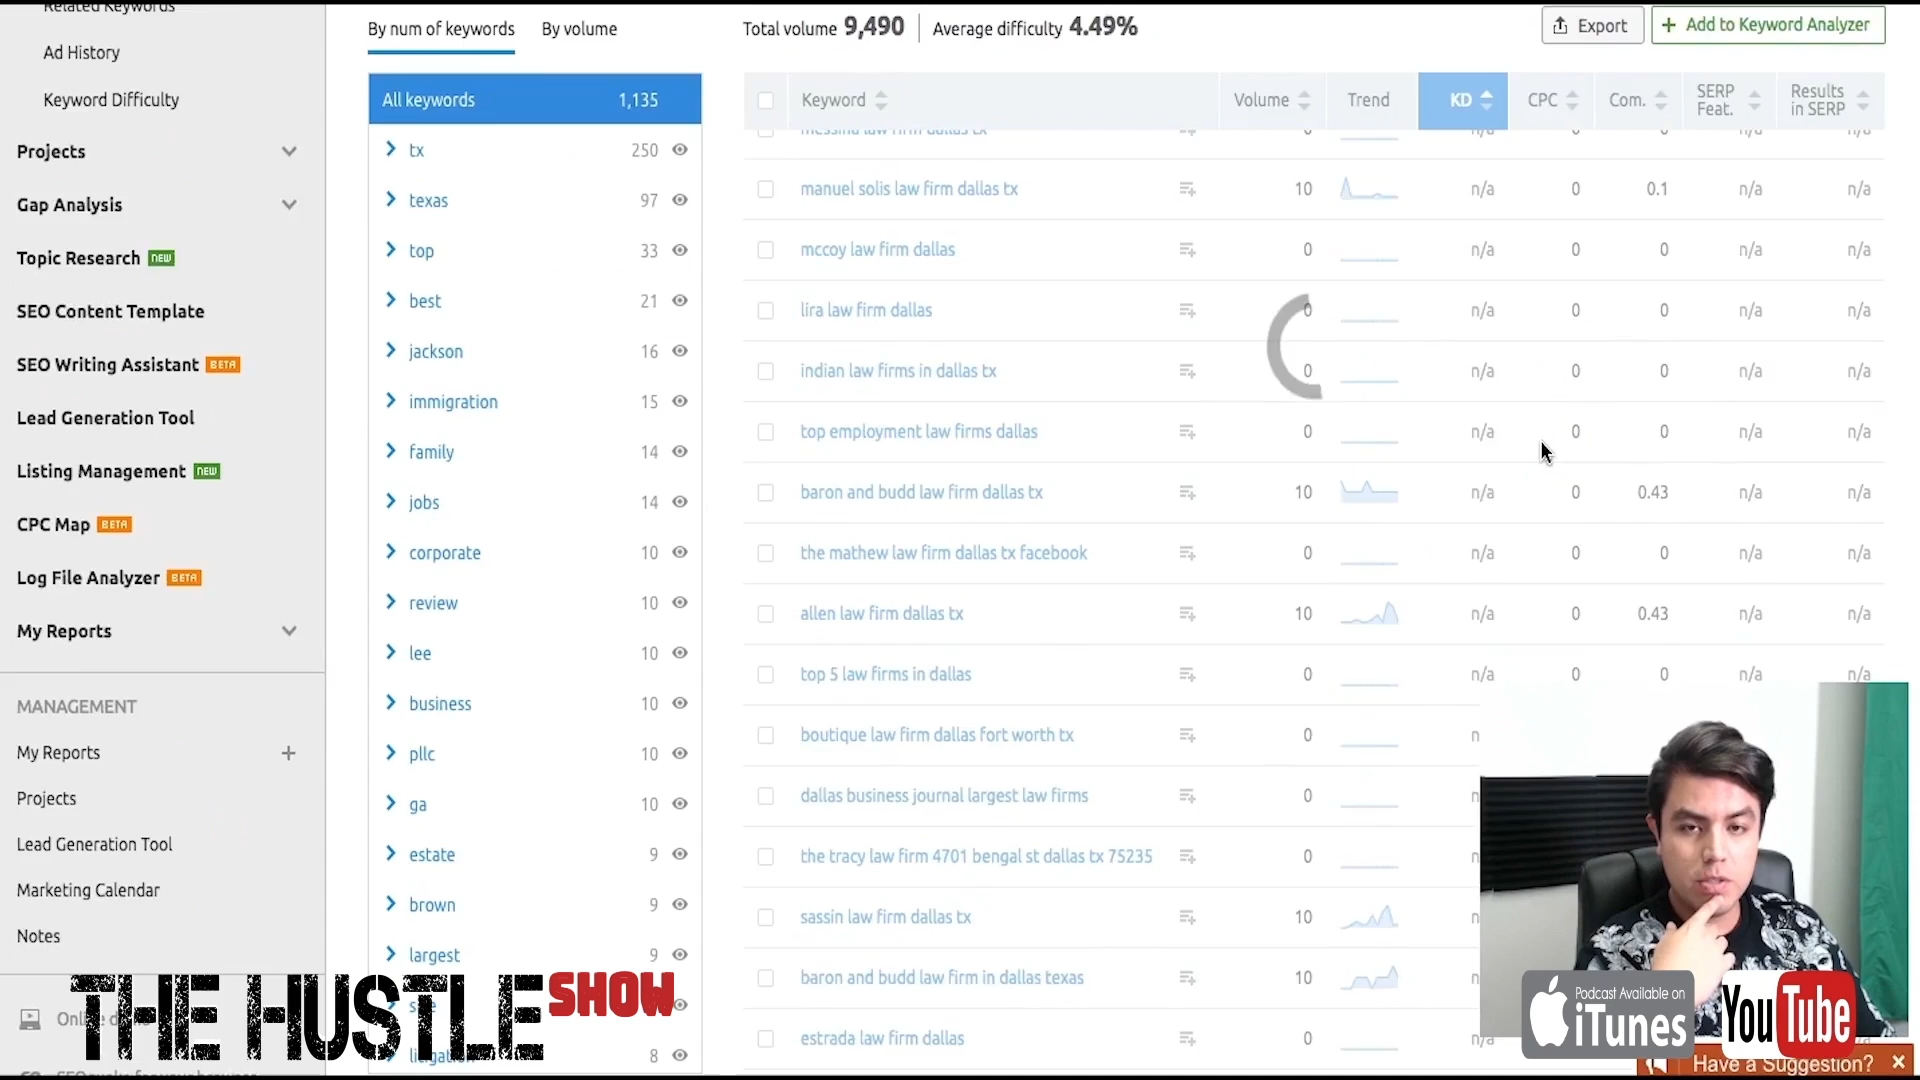 Related Keywords
Ad History
Keyword Difficulty
Projects
Gap Analysis
Topic Research NEW
SEO Content Template
SEO Writing Assistant BETA
Lead Generation Tool
Listing Management NEW
CPC Map BETA
Log File Analyzer BETA
My Reports
MANAGEMENT
My Reports +
Projects
Lead Generation Tool
Marketing Calendar
Notes
By num of keywords By volume
All keywords 1,135
tx 250
texas 97
top 33
best 21
jackson 16
immigration 15
family 14
jobs 14
corporate 10
review 10
lee 10
business 10
pllc 10
ga 10
estate 9
brown 9
largest 9
litigation 8
Total volume 9,490 Average difficulty 4.49%
Export + Add to Keyword Analyzer
Keyword Volume Trend KD CPC Com. SERP Feat. Results in SERP
messina law firm dallas tx 0 n/a 0 0 n/a n/a
manuel solis law firm dallas tx 10 n/a 0 0.1 n/a n/a
mccoy law firm dallas 0 n/a 0 0 n/a n/a
lira law firm dallas 0 n/a 0 0 n/a n/a
indian law firms in dallas tx 0 n/a 0 0 n/a n/a
top employment law firms dallas 0 n/a 0 0 n/a n/a
baron and budd law firm dallas tx 10 n/a 0 0.43 n/a n/a
the mathew law firm dallas tx facebook 0 n/a 0 0 n/a n/a
allen law firm dallas tx 10 n/a 0 0.43 n/a n/a
top 5 law firms in dallas 0 n/a 0 0 n/a n/a
boutique law firm dallas fort worth tx 0 n
dallas business journal largest law firms 0 n
the tracy law firm 4701 bengal st dallas tx 75235 0 n
sassin law firm dallas tx 10 n
baron and budd law firm in dallas texas 10 n
estrada law firm dallas 0 n/a
THE HUSTLE SHOW
Podcast Available on
iTunes
YouTube
Have a Suggestion? ×